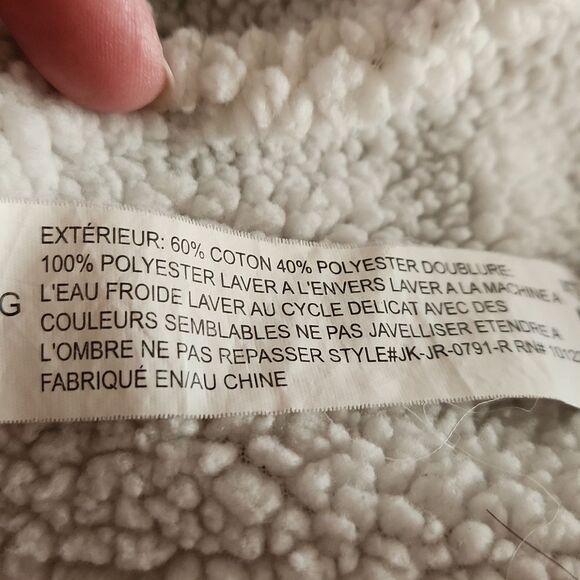 EXTÉRIEUR: 60% COTON 40% POLYESTER DOUBLURE:
100% POLYESTER LAVER A L'ENVERS LAVER A LA MACHINE A
G L'EAU FROIDE LAVER AU CYCLE DELICAT AVEC DES
COULEURS SEMBLABLES NE PAS JAVELLISER ETENDRE A
L'OMBRE NE PAS REPASSER STYLE#JK-JR-0791-R RN#
FABRIQUÉ EN/AU CHINE